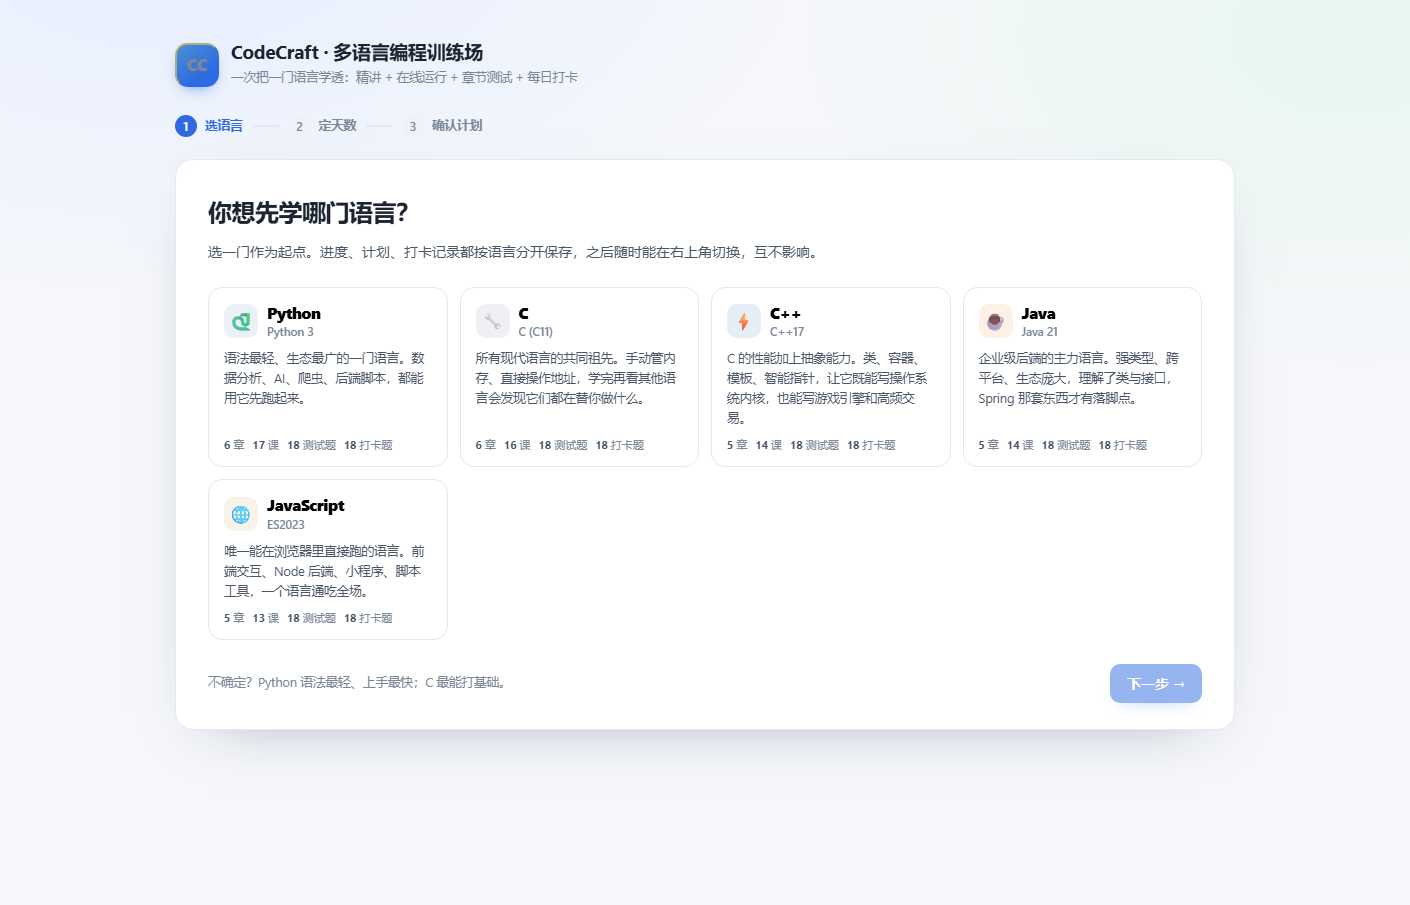 CC
CodeCraft · 多语言编程训练场
一次把一门语言学透：精讲 + 在线运行 + 章节测试 + 每日打卡
1 选语言 2 定天数 3 确认计划
你想先学哪门语言？
选一门作为起点。进度、计划、打卡记录都按语言分开保存，之后随时能在右上角切换，互不影响。
Python
Python 3
语法最轻、生态最广的一门语言。数
据分析、AI、爬虫、后端脚本，都能
用它先跑起来。
6 章 17 课 18 测试题 18 打卡题
C
C (C11)
所有现代语言的共同祖先。手动管内
存、直接操作地址，学完再看其他语
言会发现它们都在替你做什么。
6 章 16 课 18 测试题 18 打卡题
C++
C++17
C 的性能加上抽象能力。类、容器、
模板、智能指针，让它既能写操作系
统内核，也能写游戏引擎和高频交
易。
5 章 14 课 18 测试题 18 打卡题
Java
Java 21
企业级后端的主力语言。强类型、跨
平台、生态庞大，理解了类与接口，
Spring 那套东西才有落脚点。
5 章 14 课 18 测试题 18 打卡题
JavaScript
ES2023
唯一能在浏览器里直接跑的语言。前
端交互、Node 后端、小程序、脚本
工具，一个语言通吃全场。
5 章 13 课 18 测试题 18 打卡题
不确定？Python 语法最轻、上手最快；C 最能打基础。
下一步 →